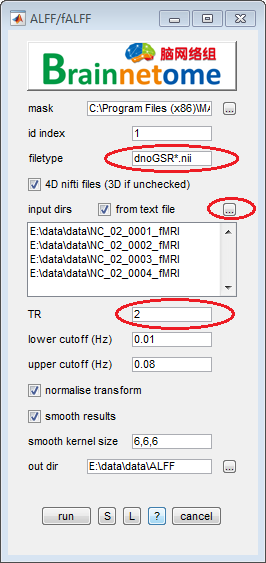 ALFF/fALFF
脑网络组
Brainnetome
mask C:\Program Files (x86)\MA ...
id index 1
filetype dnoGSR*.nii
4D nifti files (3D if unchecked)
input dirs from text file ...
E:\data\data\NC_02_0001_fMRI
E:\data\data\NC_02_0002_fMRI
E:\data\data\NC_02_0003_fMRI
E:\data\data\NC_02_0004_fMRI
TR 2
lower cutoff (Hz) 0.01
upper cutoff (Hz) 0.08
normalise transform
smooth results
smooth kernel size 6,6,6
out dir E:\data\data\ALFF ...
run S L ? cancel